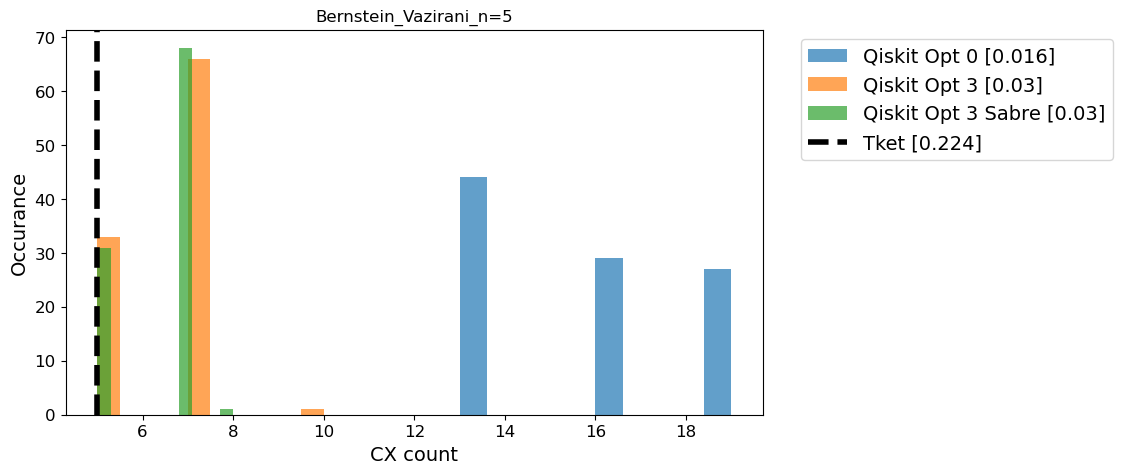 Bernstein_Vazirani_n=5
Qiskit Opt 0 [0.016]
Qiskit Opt 3 [0.03]
Qiskit Opt 3 Sabre [0.03]
Tket [0.224]
Occurance
70
60
50
40
30
20
10
0
6 8 10 12 14 16 18
CX count